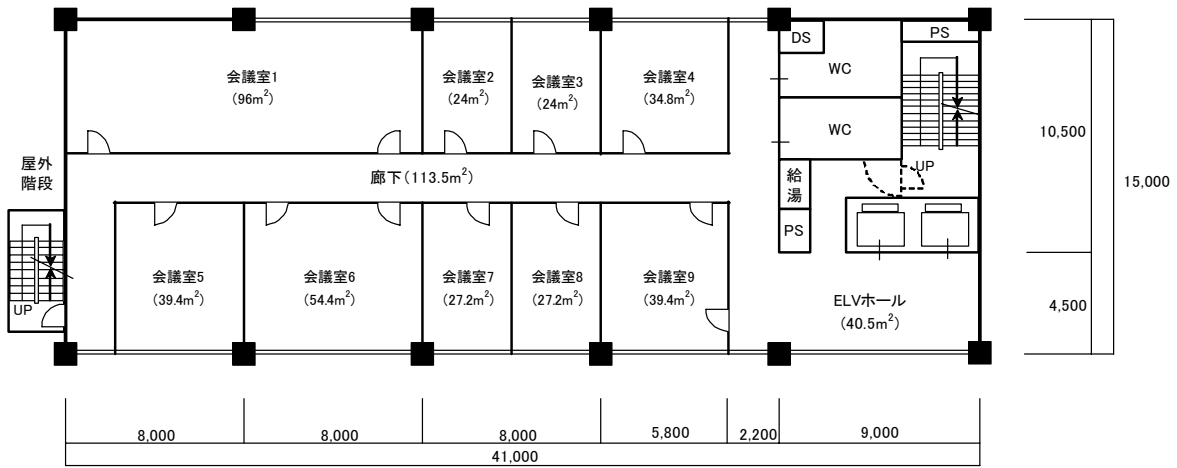 DS
PS
WC
会議室1
(96m²)
会議室2
(24m²)
会議室3
(24m²)
会議室4
(34.8m²)
WC
10,500
屋外
階段
廊下(113.5m²)
給
湯
UP
15,000
PS
会議室5
(39.4m²)
会議室6
(54.4m²)
会議室7
(27.2m²)
会議室8
(27.2m²)
会議室9
(39.4m²)
ELVホール
(40.5m²)
UP
4,500
8,000
8,000
8,000
5,800
2,200
9,000
41,000